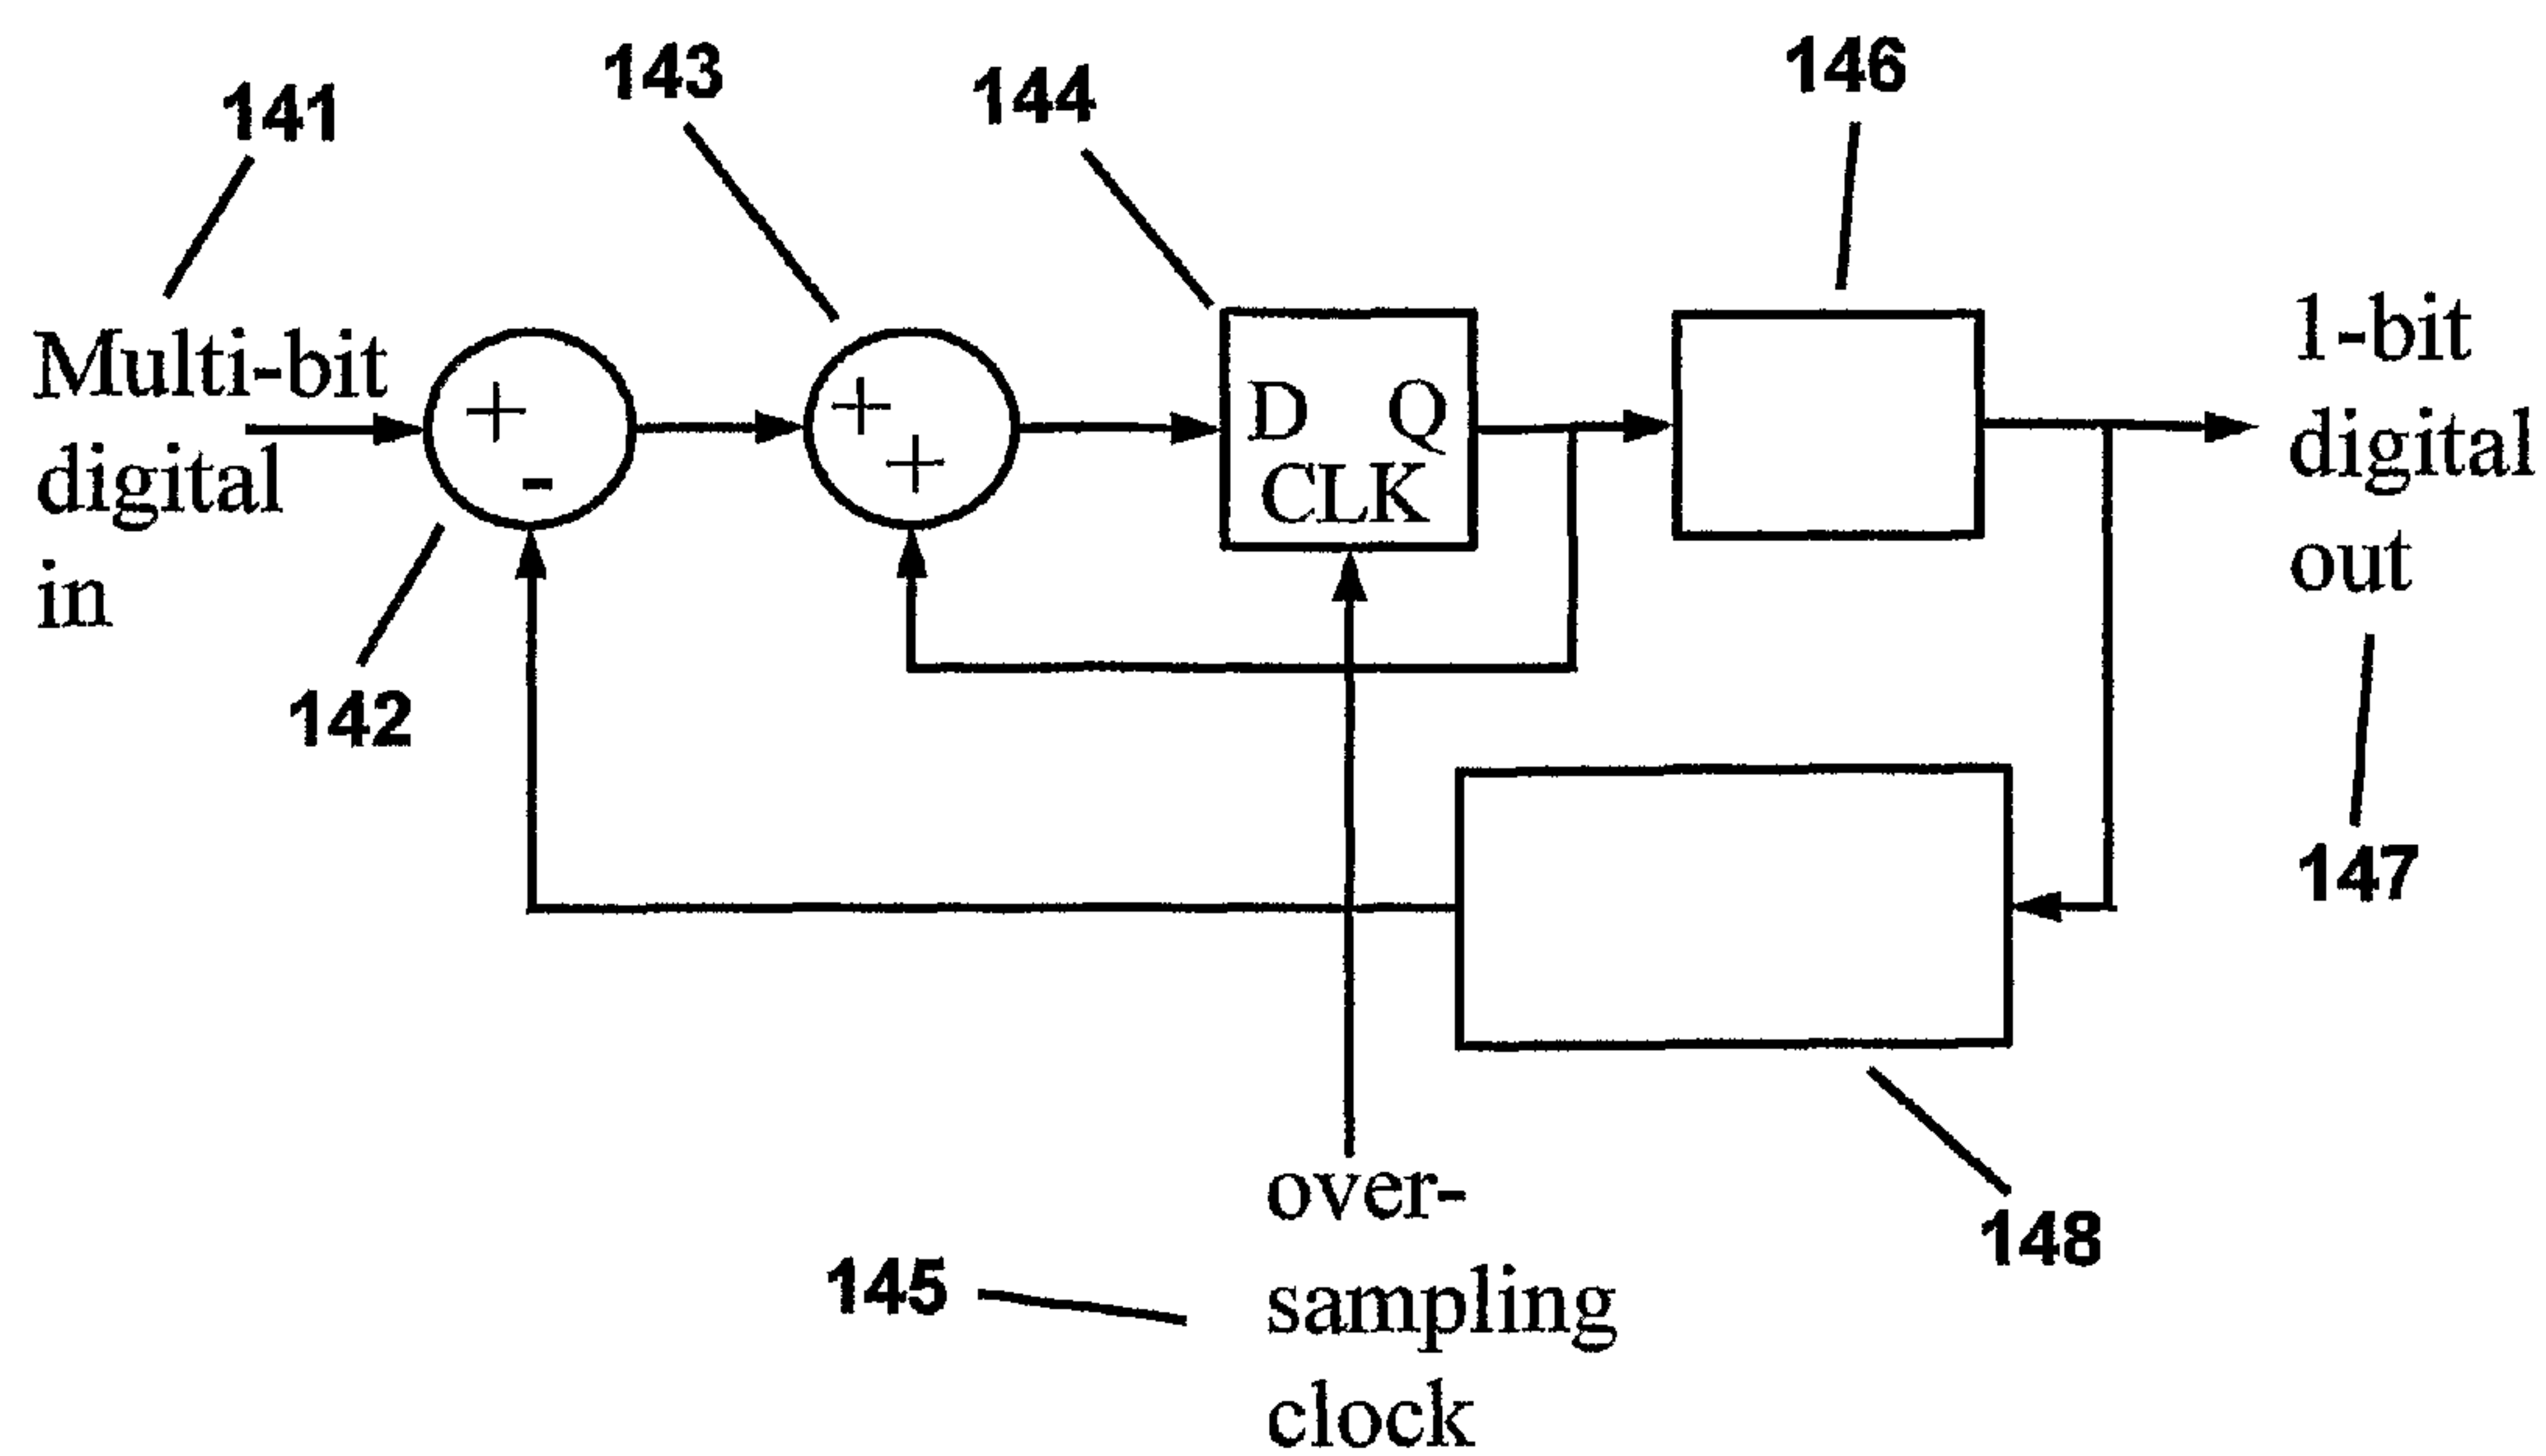 141
143
144
146
Multi-bit
digital
in
+
-
+
+
D Q
CLK
1-bit
digital
out
142
147
148
145
over-
sampling
clock